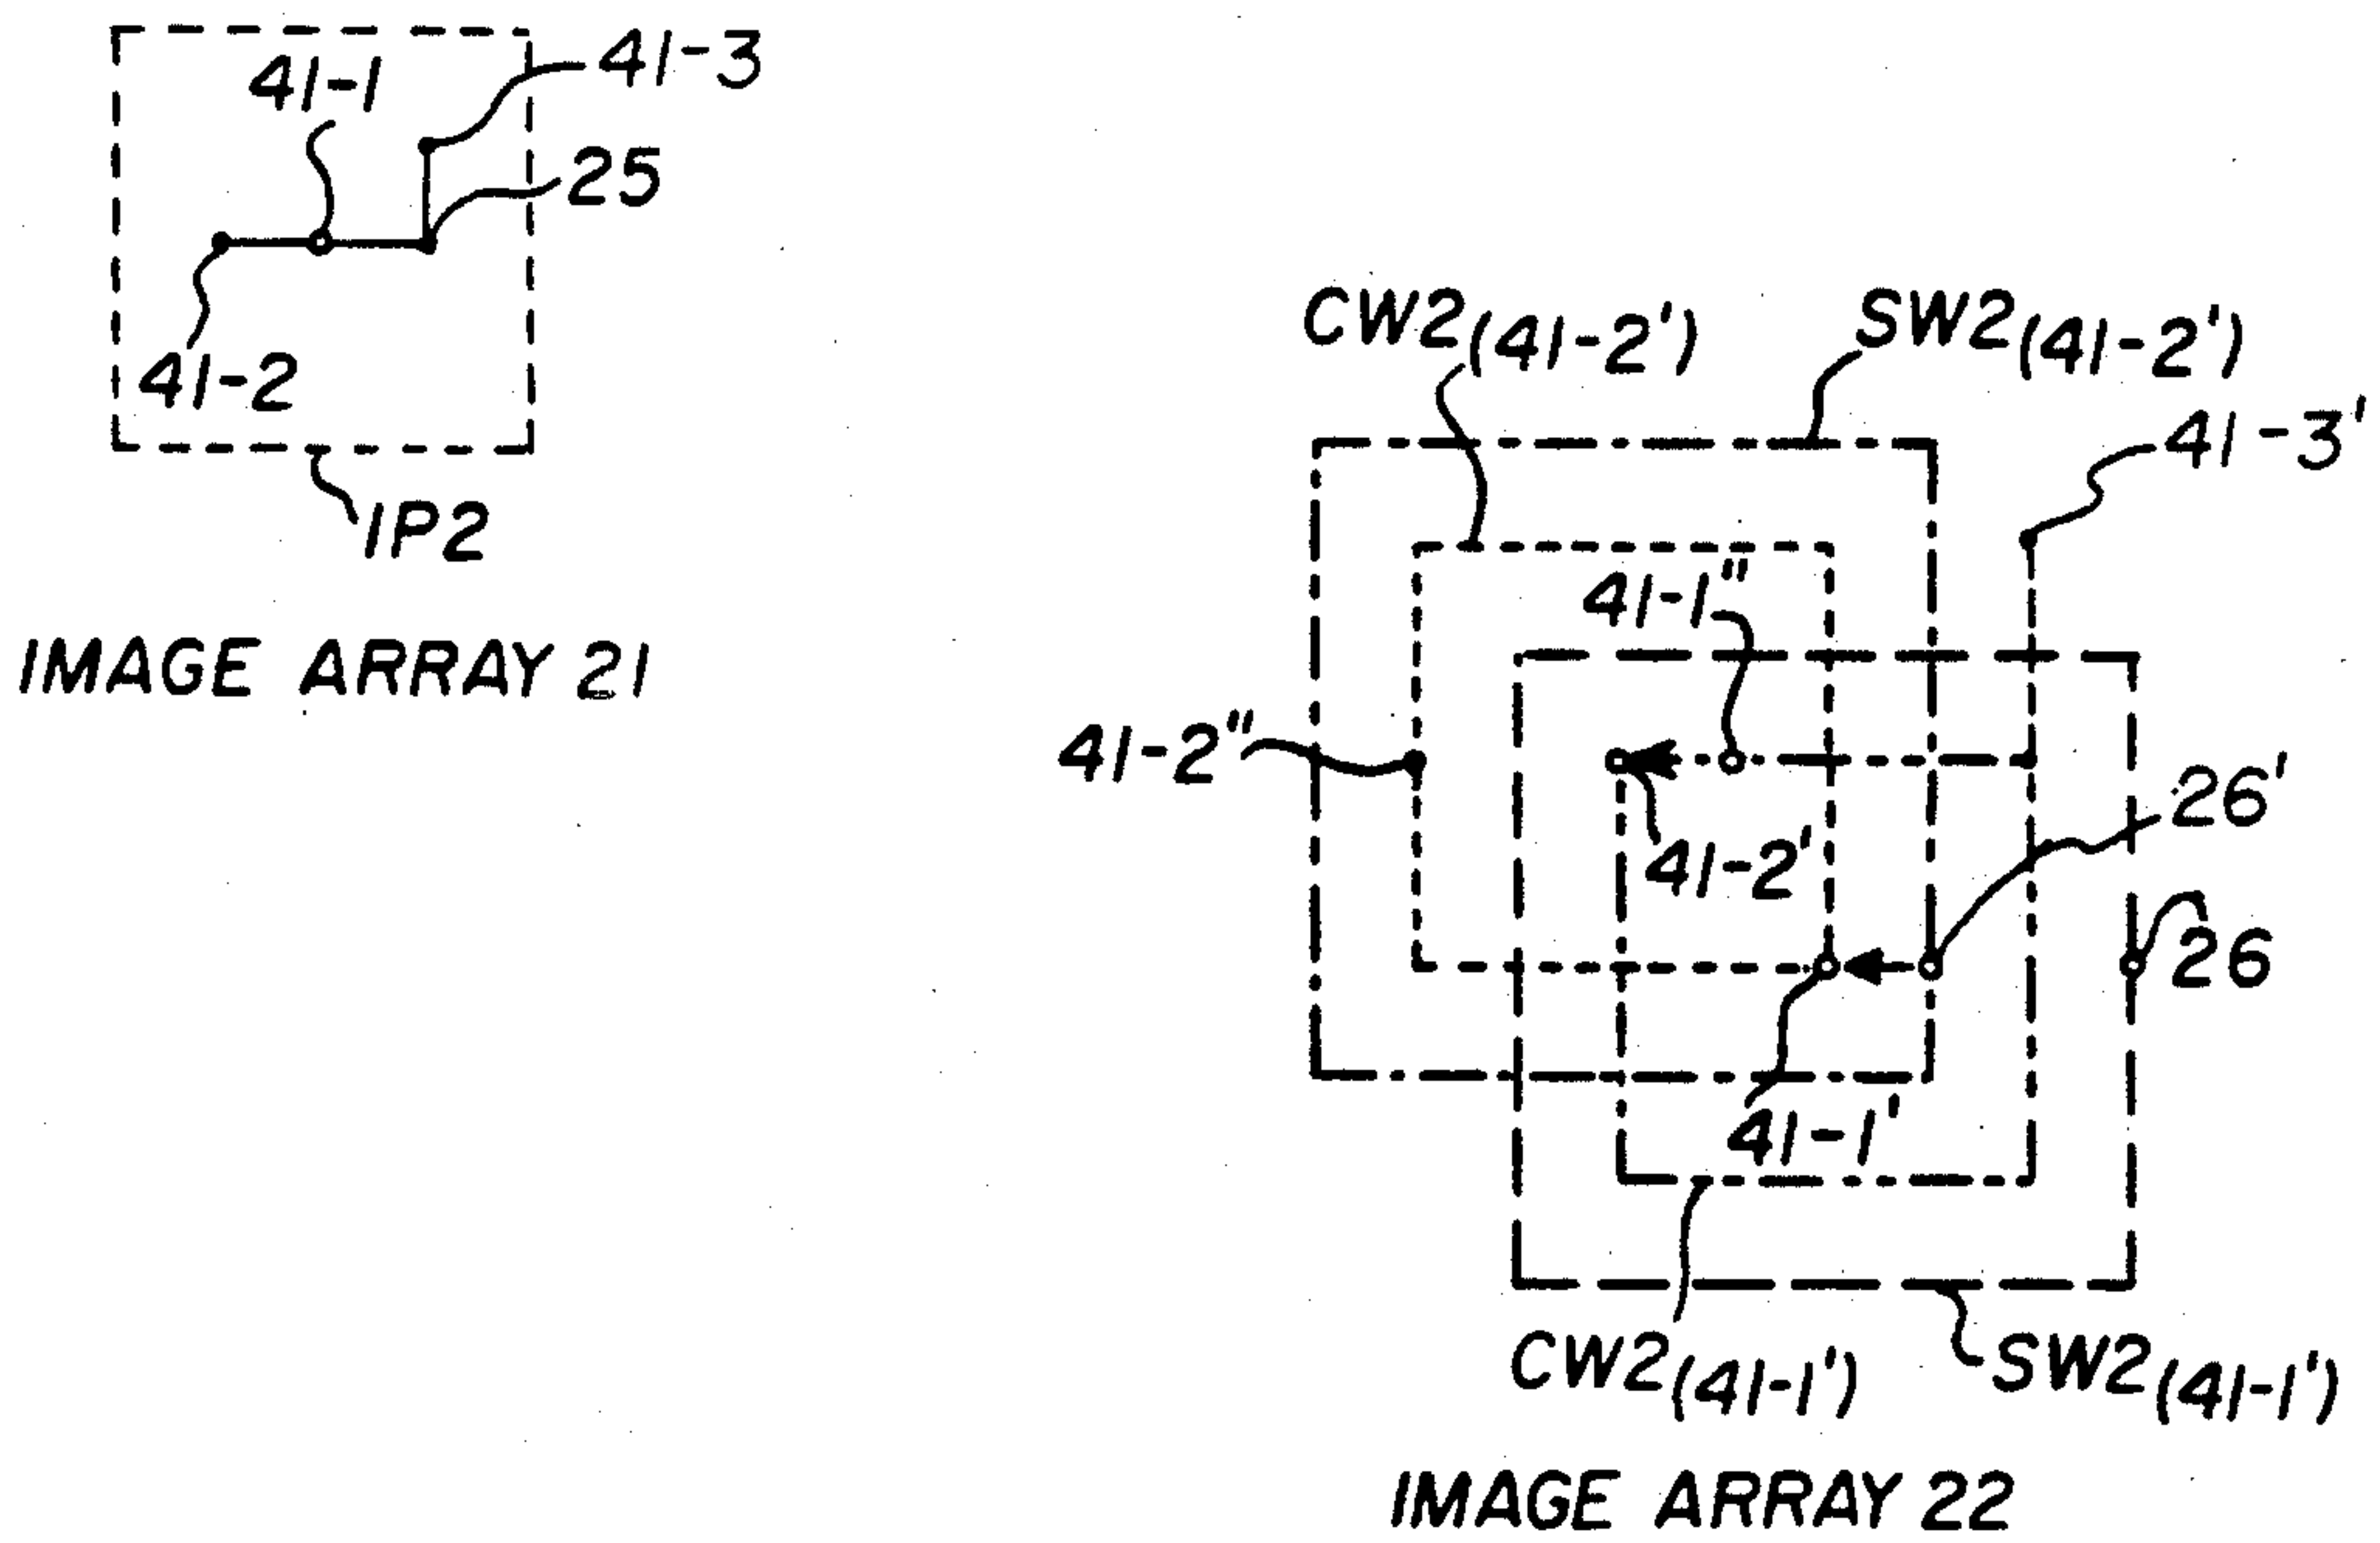 41-1
41-3
25
41-2
IP2
IMAGE ARRAY 21
CW2(41-2')
SW2(41-2')
41-3'
41-1"
41-2"
41-2'
26'
26
41-1'
CW2(41-1')
SW2(41-1')
IMAGE ARRAY 22